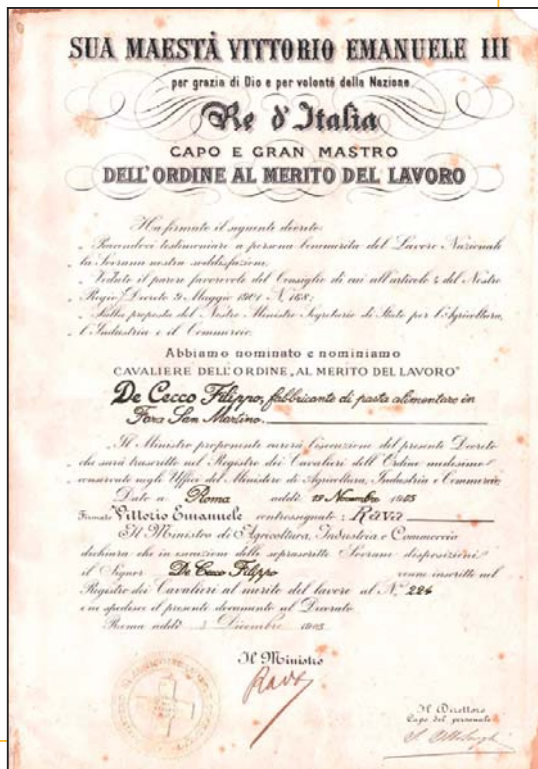 SUA MAESTÀ VITTORIO EMANUELE III
per grazia di Dio e per volontà della Nazione
Re d'Italia
CAPO E GRAN MASTRO
DELL'ORDINE AL MERITO DEL LAVORO
Ha firmato il seguente decreto:
Piacendoci testimoniare a persona benemerita del Lavoro Nazionale
la Sovrana nostra soddisfazione;
Veduto il parere favorevole del Consiglio di cui all'articolo 4 del Nostro
Regio Decreto 9 Maggio 1901 N. 168;
Sulla proposta del Nostro Ministro Segretario di Stato per l'Agricoltura,
l'Industria e il Commercio:
Abbiamo nominato e nominiamo
CAVALIERE DELL'ORDINE „AL MERITO DEL LAVORO"
De Cecco Filippo, fabbricante di pasta alimentare in
Fara San Martino.
Il Ministro proponente curerà l'esecuzione del presente Decreto
che sarà trascritto nel Registro dei Cavalieri dell'Ordine medesimo
conservato negli Uffici del Ministero di Agricoltura, Industria e Commercio
Dato a: Roma addì Novembre 1905
Firmato Vittorio Emanuele controssegnato: Rava
Il Ministro di Agricoltura, Industria e Commercio
dichiara che in esecuzione delle soprascritte Sovrane disposizioni
il Signor De Cecco Filippo venne inscritto nel
Registro dei Cavalieri al merito del lavoro al N.º 224
e ne spedisce il presente documento al Decorato.
Roma addì 3 Dicembre 1905
Il Ministro
Rava
Il Direttore
Capo del personale